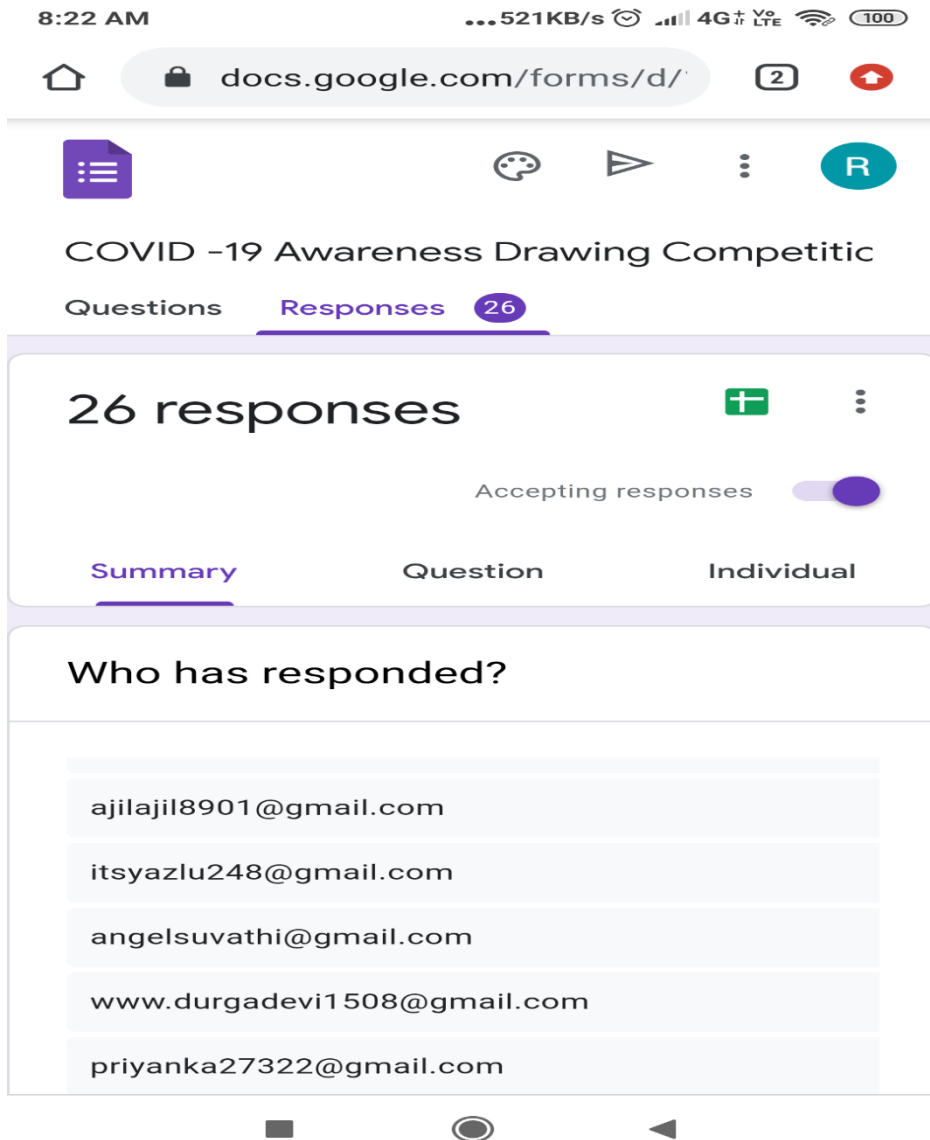 8:22 AM ...521KB/s 4G+ Vo LTE 100
docs.google.com/forms/d/ 2
R
COVID -19 Awareness Drawing Competitic
Questions Responses 26
26 responses
Accepting responses
Summary Question Individual
Who has responded?
ajilajil8901@gmail.com
itsyazlu248@gmail.com
angelsuvathi@gmail.com
www.durgadevi1508@gmail.com
priyanka27322@gmail.com